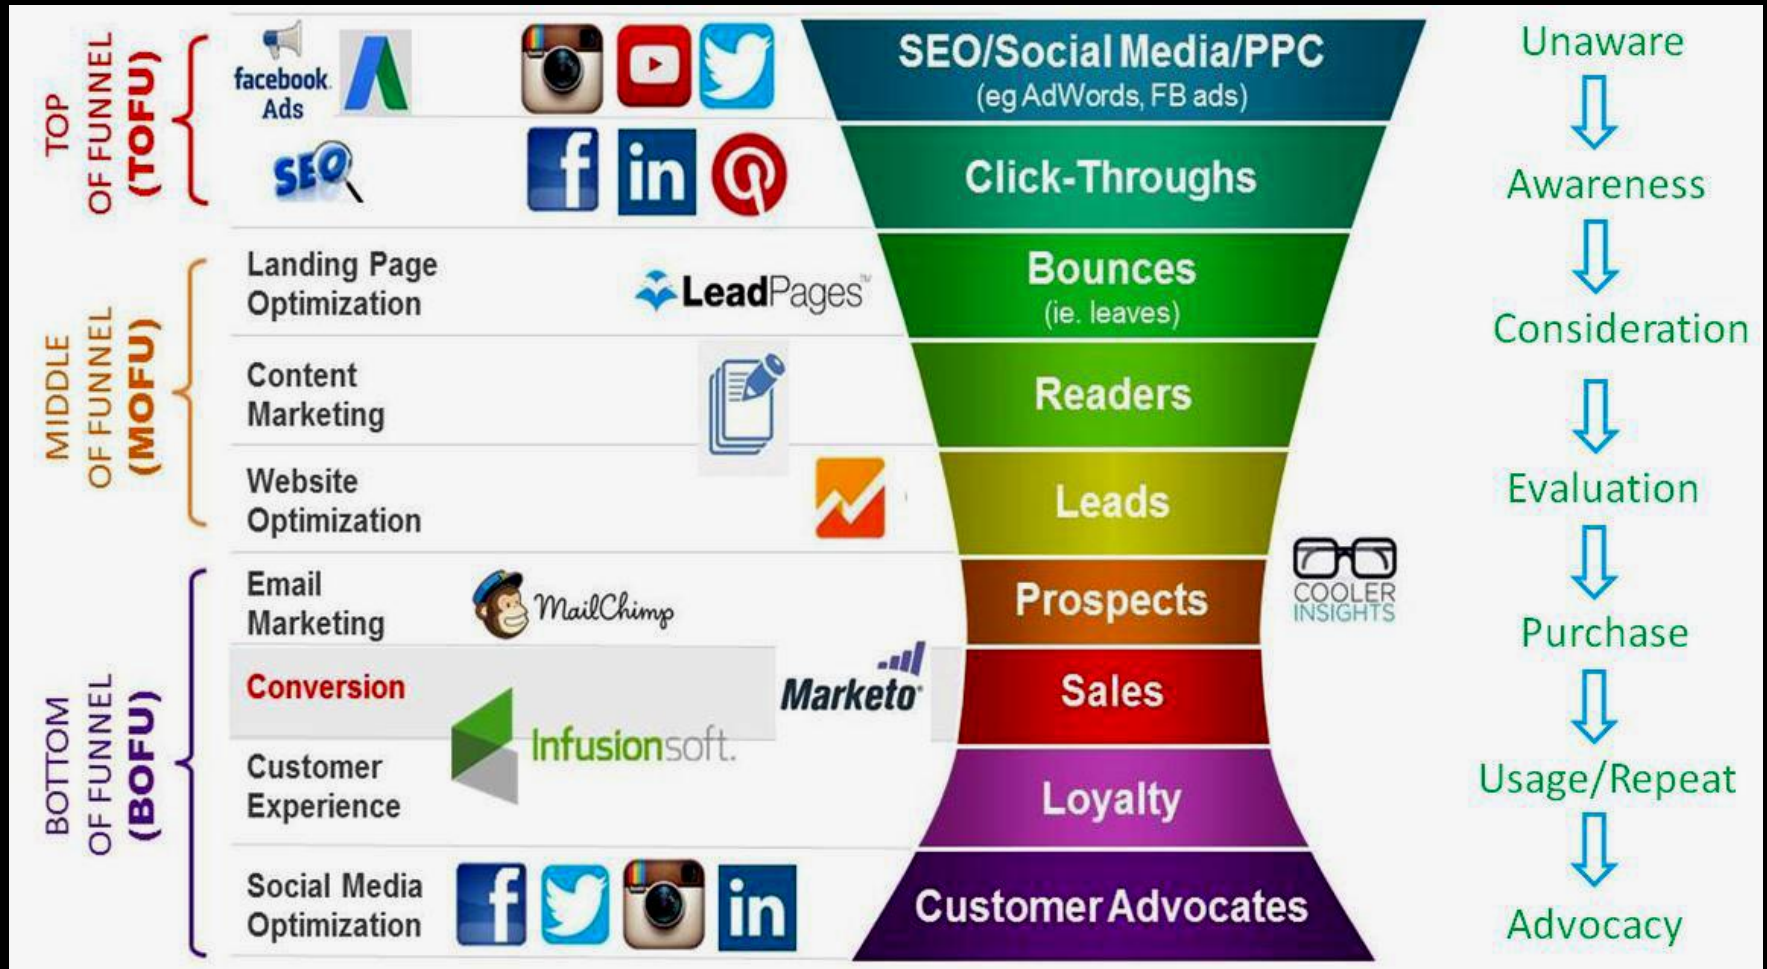 TOP
OF FUNNEL
(TOFU)
facebook
Ads
SEO
f
in
SEO/Social Media/PPC
(eg AdWords, FB ads)
Click-Throughs
MIDDLE
OF FUNNEL
(MOFU)
Landing Page
Optimization
LeadPages™
Content
Marketing
Website
Optimization
Bounces
(ie. leaves)
Readers
Leads
BOTTOM
OF FUNNEL
(BOFU)
Email
Marketing
MailChimp
Conversion
Marketo
Infusionsoft.
Customer
Experience
Social Media
Optimization
f
in
Prospects
Sales
Loyalty
Customer Advocates
COOLER
INSIGHTS
Unaware
Awareness
Consideration
Evaluation
Purchase
Usage/Repeat
Advocacy